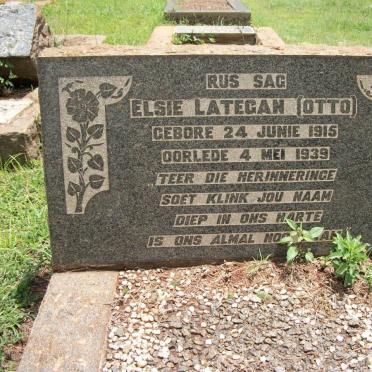 RUS SAG
ELSIE LATEGAN (OTTO)
GEBORE 24 JUNIE 1915
OORLEDE 4 MEI 1939
TEER DIE HERINNERINGE
SOET KLINK JOU NAAM
DIEP IN ONS HARTE
IS ONS ALMAL